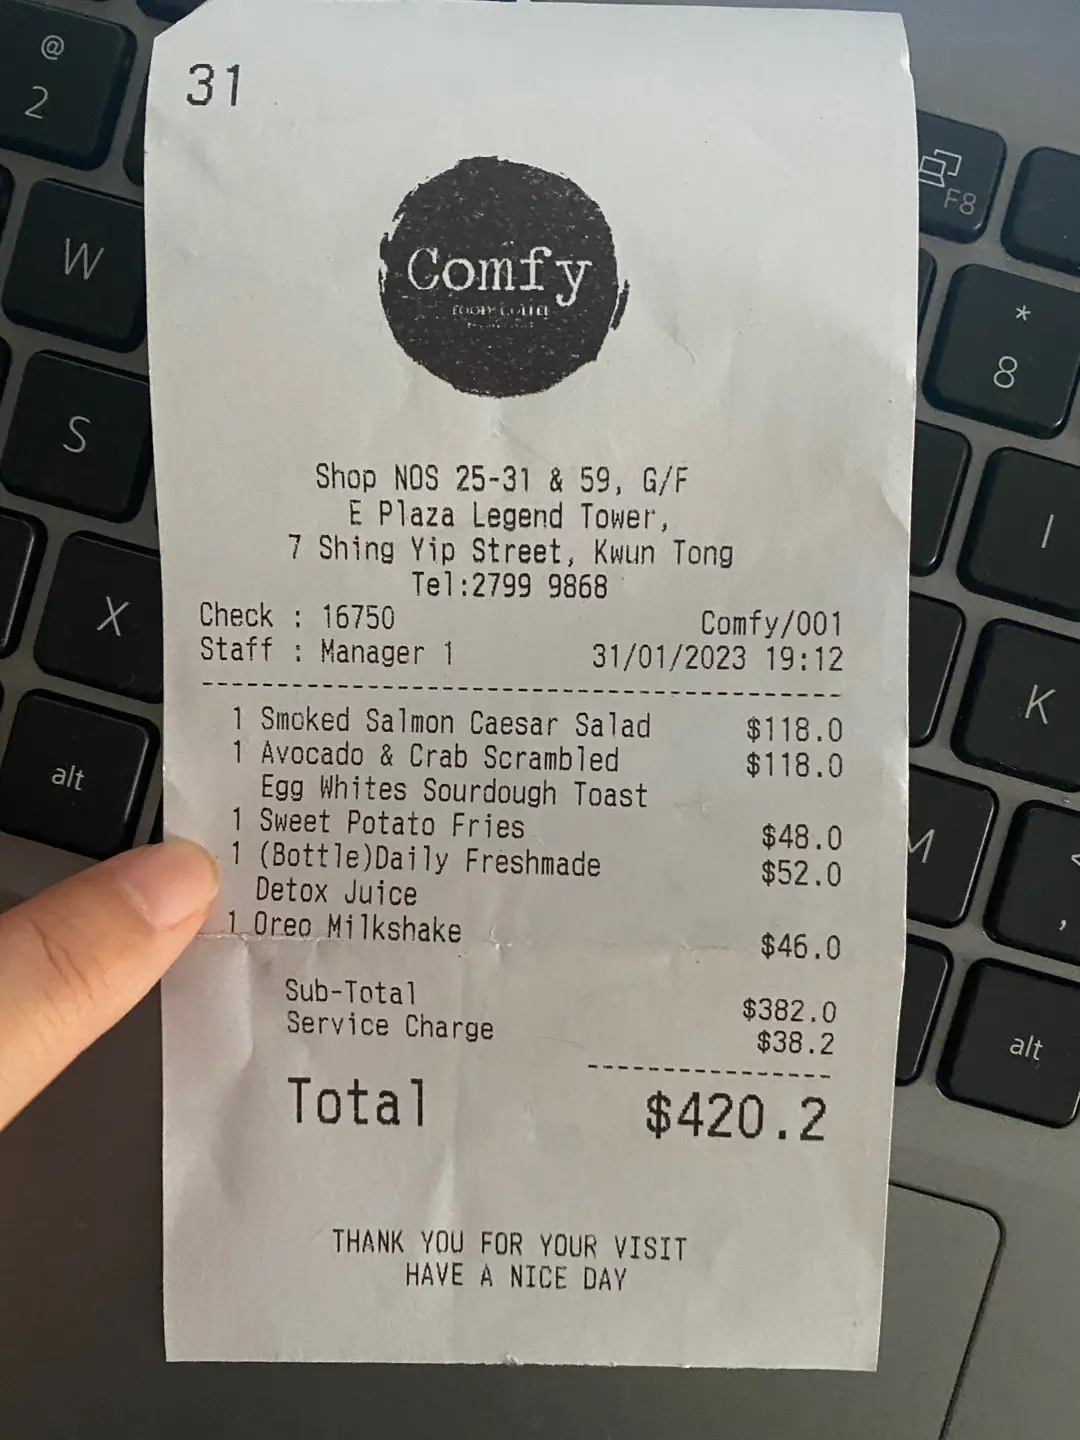 31
Comfy
Shop NOS 25-31 & 59, G/F
E Plaza Legend Tower,
7 Shing Yip Street, Kwun Tong
Tel:2799 9868
Check : 16750 Comfy/001
Staff : Manager 1 31/01/2023 19:12
1 Smoked Salmon Caesar Salad $118.0
1 Avocado & Crab Scrambled $118.0
Egg Whites Sourdough Toast
1 Sweet Potato Fries $48.0
1 (Bottle)Daily Freshmade $52.0
Detox Juice
1 Oreo Milkshake $46.0
Sub-Total $382.0
Service Charge $38.2
Total $420.2
THANK YOU FOR YOUR VISIT
HAVE A NICE DAY
@
2
W
S
X
alt
F8
*
8
I
K
M
<
,
alt